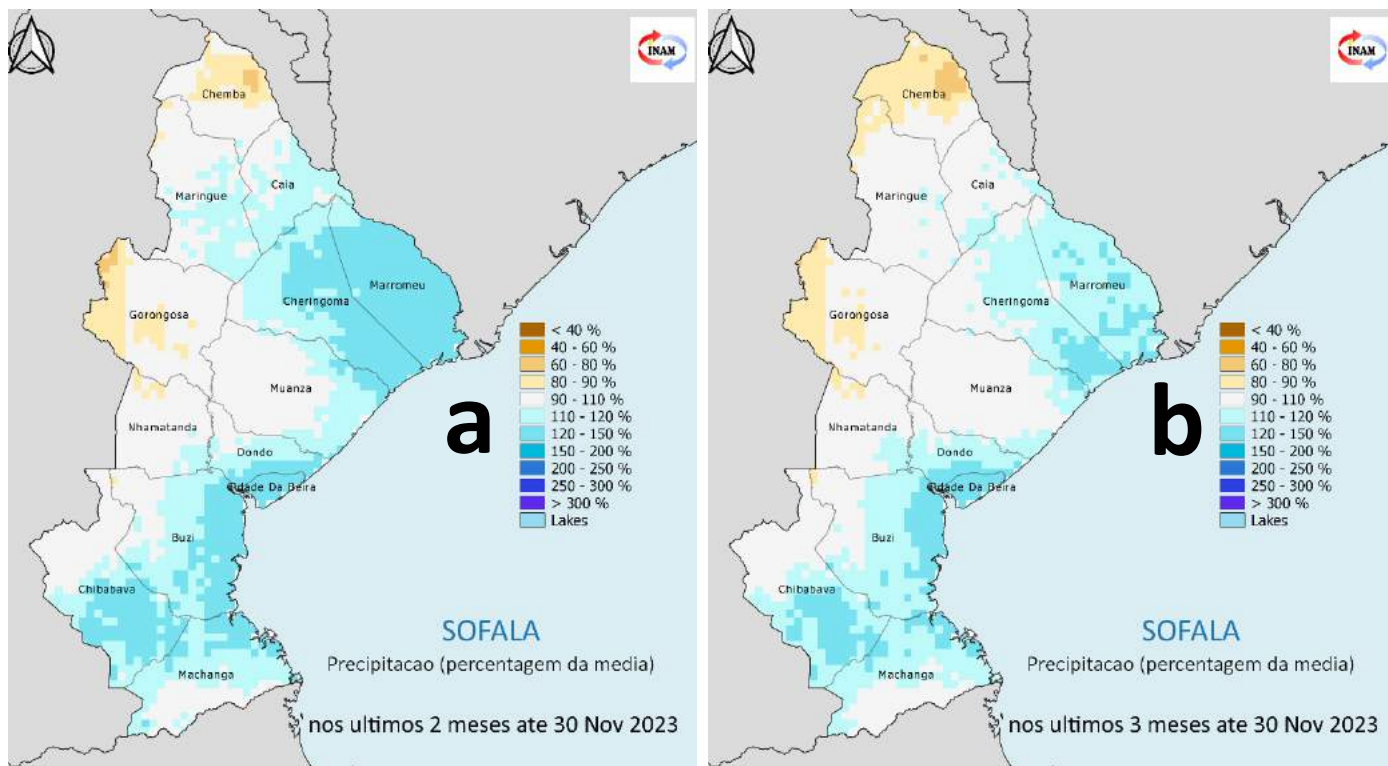 INAM
Chemba
Maringue
Caia
Cheringoma
Marromeu
Gorongosa
Muanza
Nhamatanda
Dondo
Cidade Da Beira
Buzi
Chibabava
Machanga
a
< 40 %
40 - 60 %
60 - 80 %
80 - 90 %
90 - 110 %
110 - 120 %
120 - 150 %
150 - 200 %
200 - 250 %
250 - 300 %
> 300 %
Lakes
SOFALA
Precipitacao (percentagem da media)
nos ultimos 2 meses ate 30 Nov 2023
INAM
Chemba
Maringue
Caia
Cheringoma
Marromeu
Gorongosa
Muanza
Nhamatanda
Dondo
Cidade Da Beira
Buzi
Chibabava
Machanga
b
< 40 %
40 - 60 %
60 - 80 %
80 - 90 %
90 - 110 %
110 - 120 %
120 - 150 %
150 - 200 %
200 - 250 %
250 - 300 %
> 300 %
Lakes
SOFALA
Precipitacao (percentagem da media)
nos ultimos 3 meses ate 30 Nov 2023